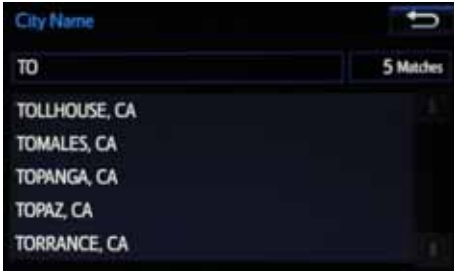 City Name
TO
5 Matches
TOLLHOUSE, CA
TOMALES, CA
TOPANGA, CA
TOPAZ, CA
TORRANCE, CA